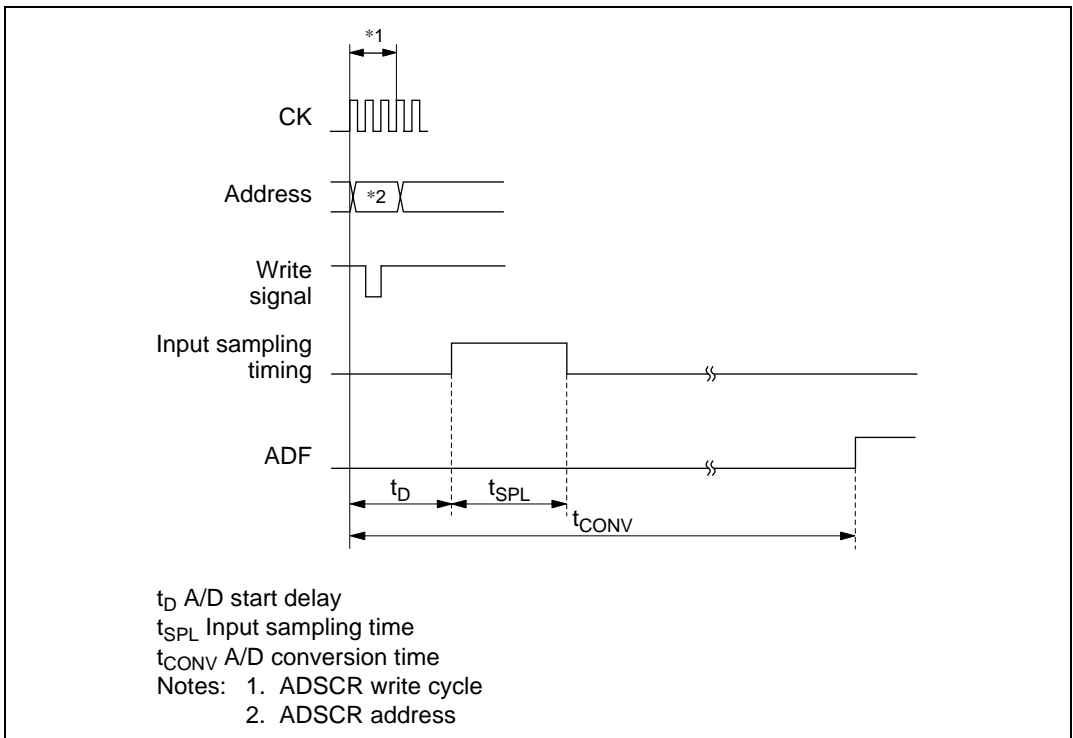 *1
CK
Address
*2
Write
signal
Input sampling
timing
ADF
tD
tSPL
tCONV
tD A/D start delay
tSPL Input sampling time
tCONV A/D conversion time
Notes: 1. ADSCR write cycle
2. ADSCR address